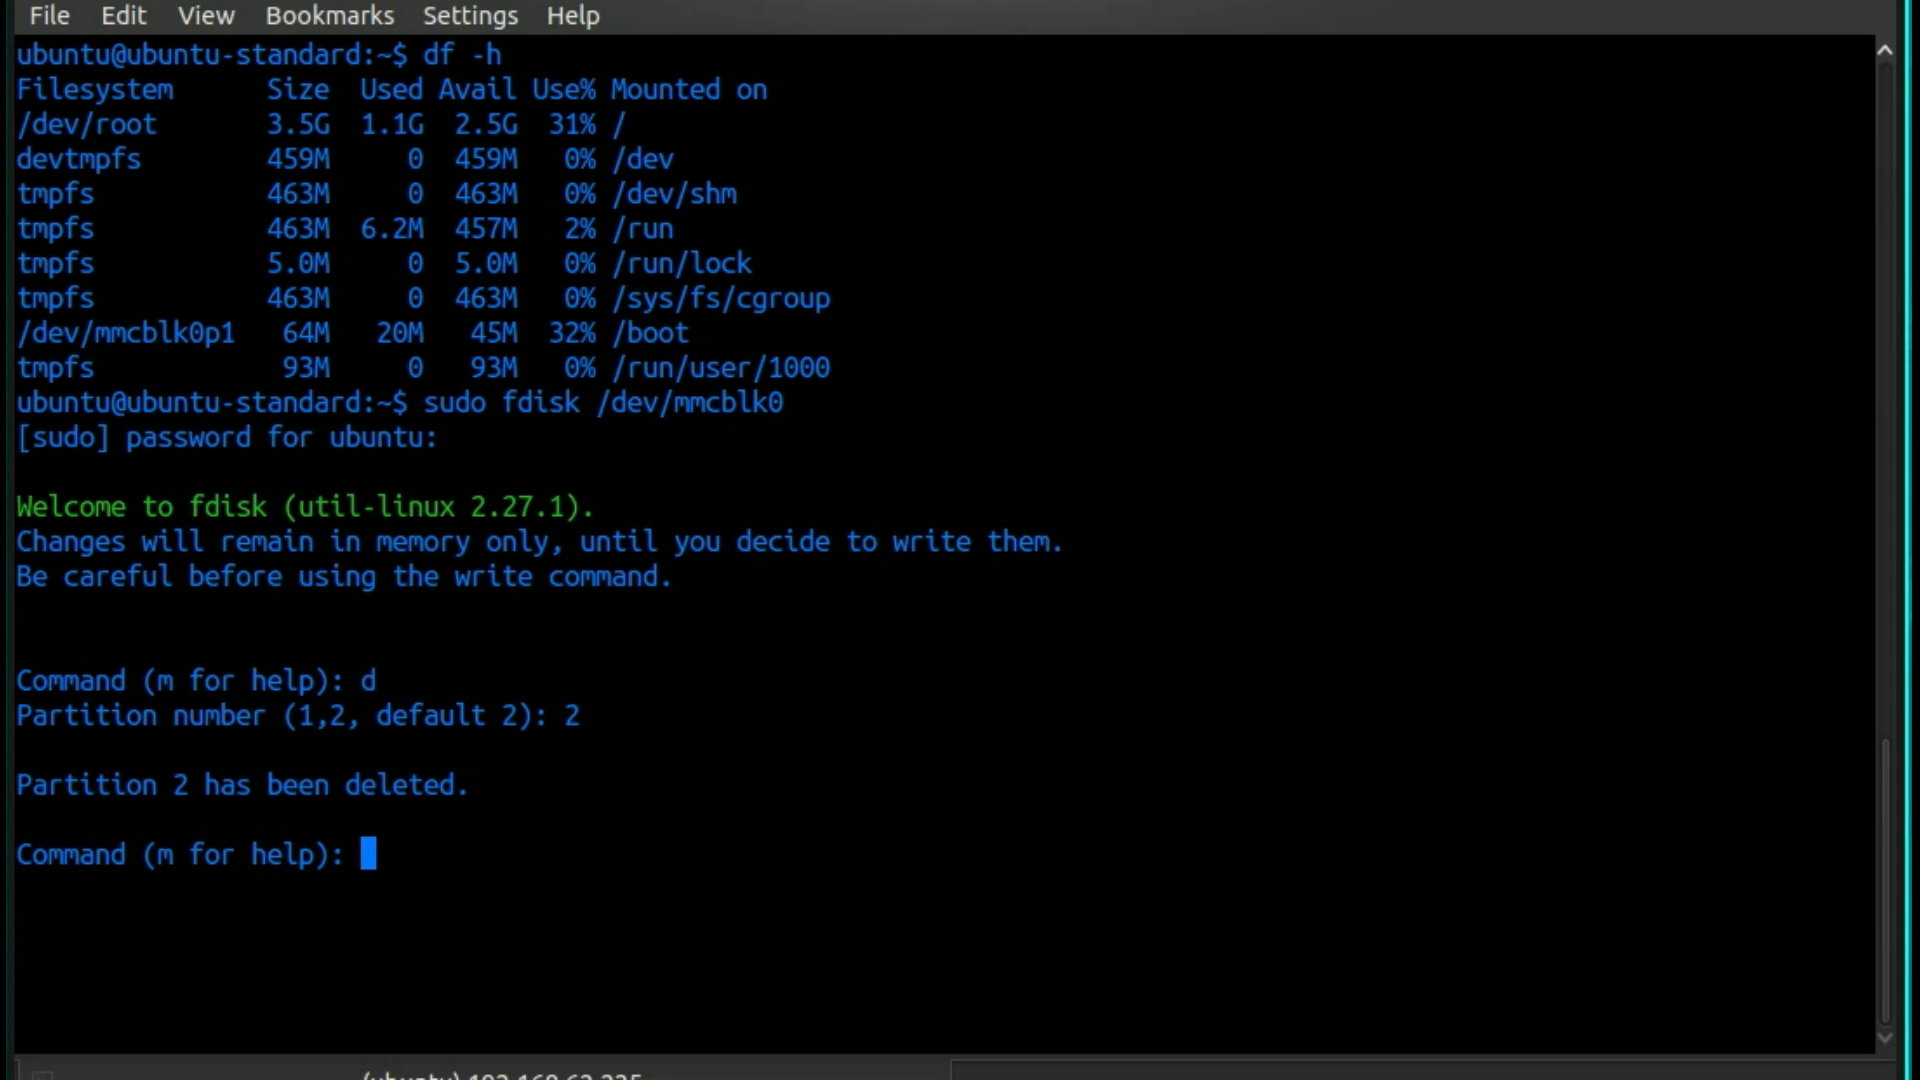 File Edit View Bookmarks Settings Help
ubuntu@ubuntu-standard:~$ df -h
Filesystem      Size  Used Avail Use% Mounted on
/dev/root       3.5G  1.1G  2.5G  31% /
devtmpfs        459M     0  459M   0% /dev
tmpfs           463M     0  463M   0% /dev/shm
tmpfs           463M  6.2M  457M   2% /run
tmpfs           5.0M     0  5.0M   0% /run/lock
tmpfs           463M     0  463M   0% /sys/fs/cgroup
/dev/mmcblk0p1   64M   20M   45M  32% /boot
tmpfs            93M     0   93M   0% /run/user/1000
ubuntu@ubuntu-standard:~$ sudo fdisk /dev/mmcblk0
[sudo] password for ubuntu:
Welcome to fdisk (util-linux 2.27.1).
Changes will remain in memory only, until you decide to write them.
Be careful before using the write command.
Command (m for help): d
Partition number (1,2, default 2): 2
Partition 2 has been deleted.
Command (m for help):
(ubuntu)